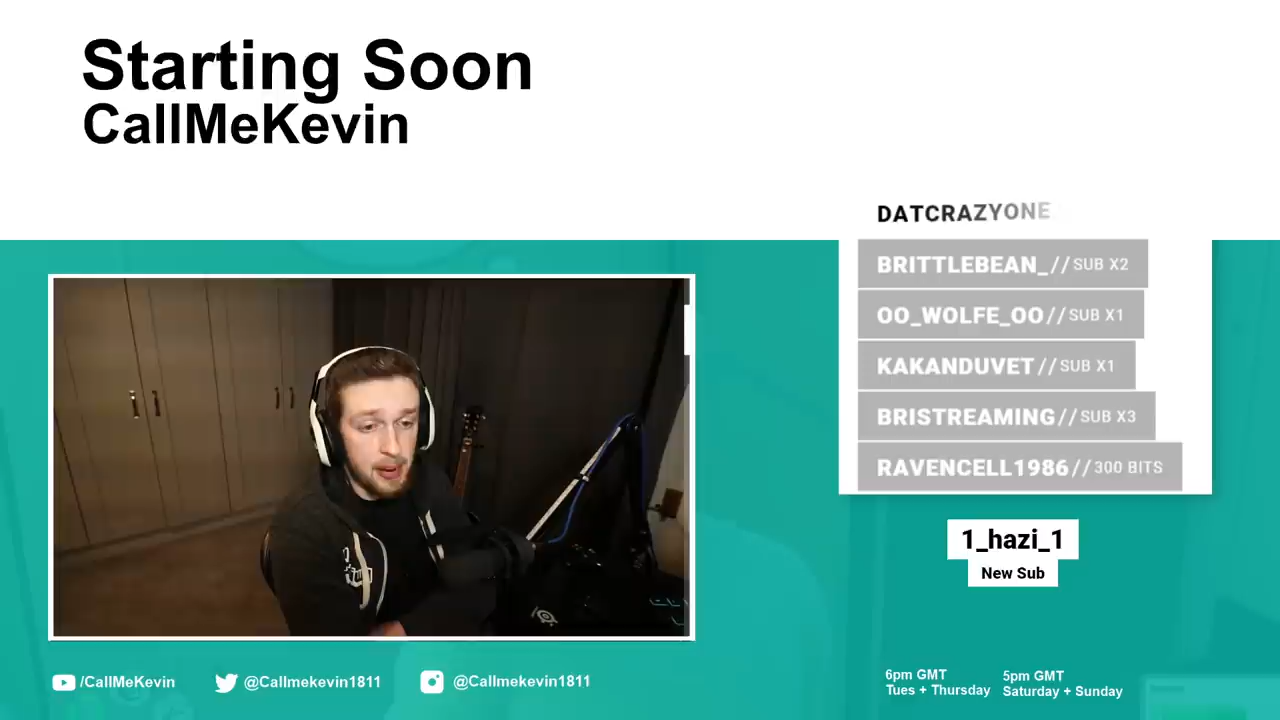 Starting Soon
CallMeKevin
DATCRAZYONE
BRITTLEBEAN_//SUB X2
OO_WOLFE_OO//SUB X1
KAKANDUVET//SUB X1
BRISTREAMING//SUB X3
RAVENCELL1986//300 BITS
1_hazi_1
New Sub
/CallMeKevin
@Callmekevin1811
@Callmekevin1811
6pm GMT
Tues + Thursday
5pm GMT
Saturday + Sunday